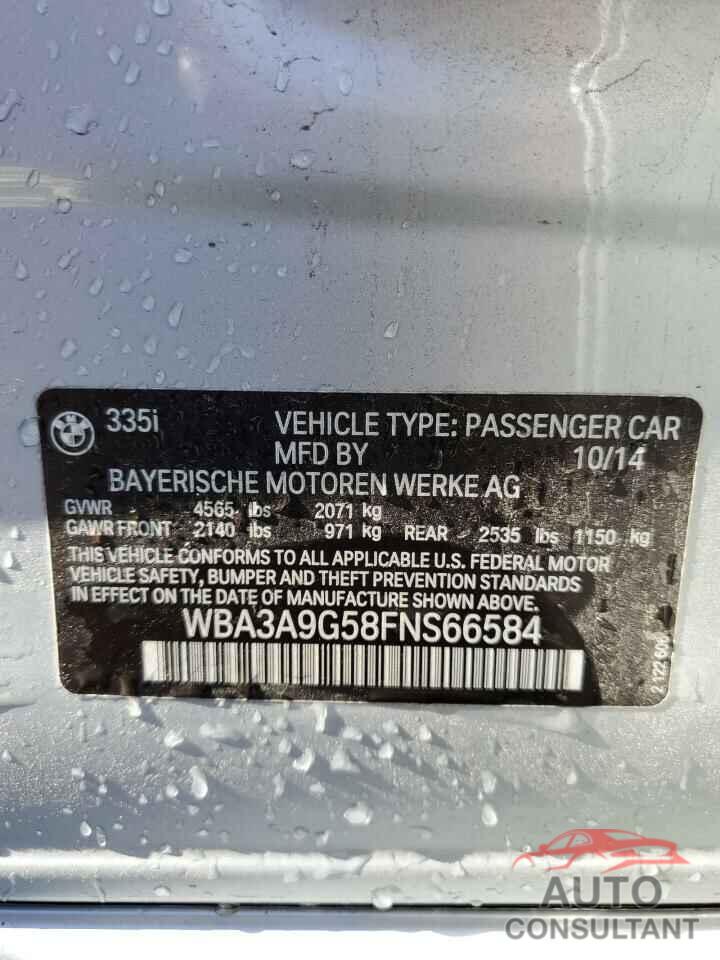 335i VEHICLE TYPE: PASSENGER CAR
MFD BY 10/14
BAYERISCHE MOTOREN WERKE AG
GVWR 4565 lbs 2071 kg
GAWR FRONT 2140 lbs 971 kg REAR 2535 lbs 1150 kg
THIS VEHICLE CONFORMS TO ALL APPLICABLE U.S. FEDERAL MOTOR
VEHICLE SAFETY, BUMPER AND THEFT PREVENTION STANDARDS
IN EFFECT ON THE DATE OF MANUFACTURE SHOWN ABOVE.
WBA3A9G58FNS66584
AUTO
CONSULTANT